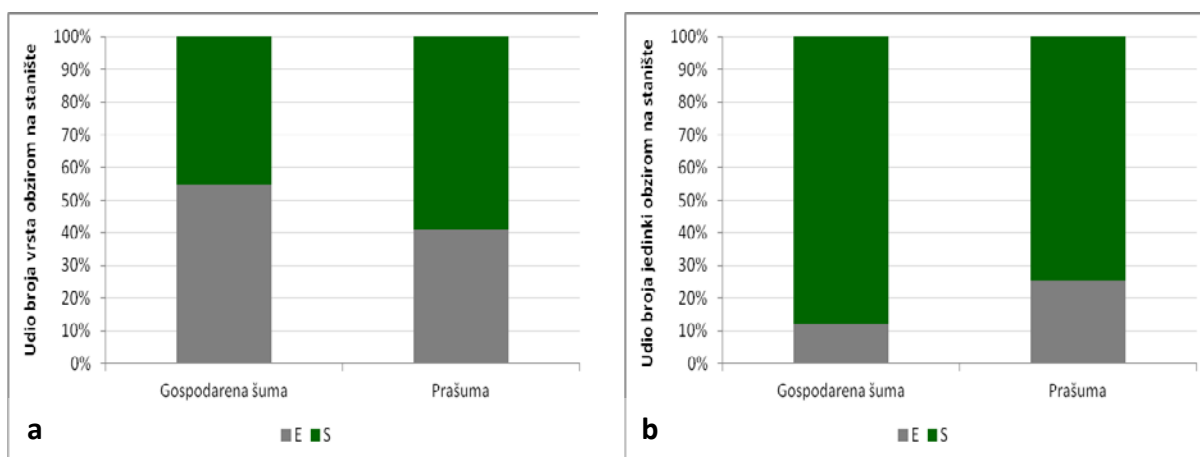 Udio broja vrsta obzirom na stanište
100%
90%
80%
70%
60%
50%
40%
30%
20%
10%
0%
Gospodarena šuma Prašuma
E S
a
Udio broja jedinki obzirom na stanište
100%
90%
80%
70%
60%
50%
40%
30%
20%
10%
0%
Gospodarena šuma Prašuma
E S
b